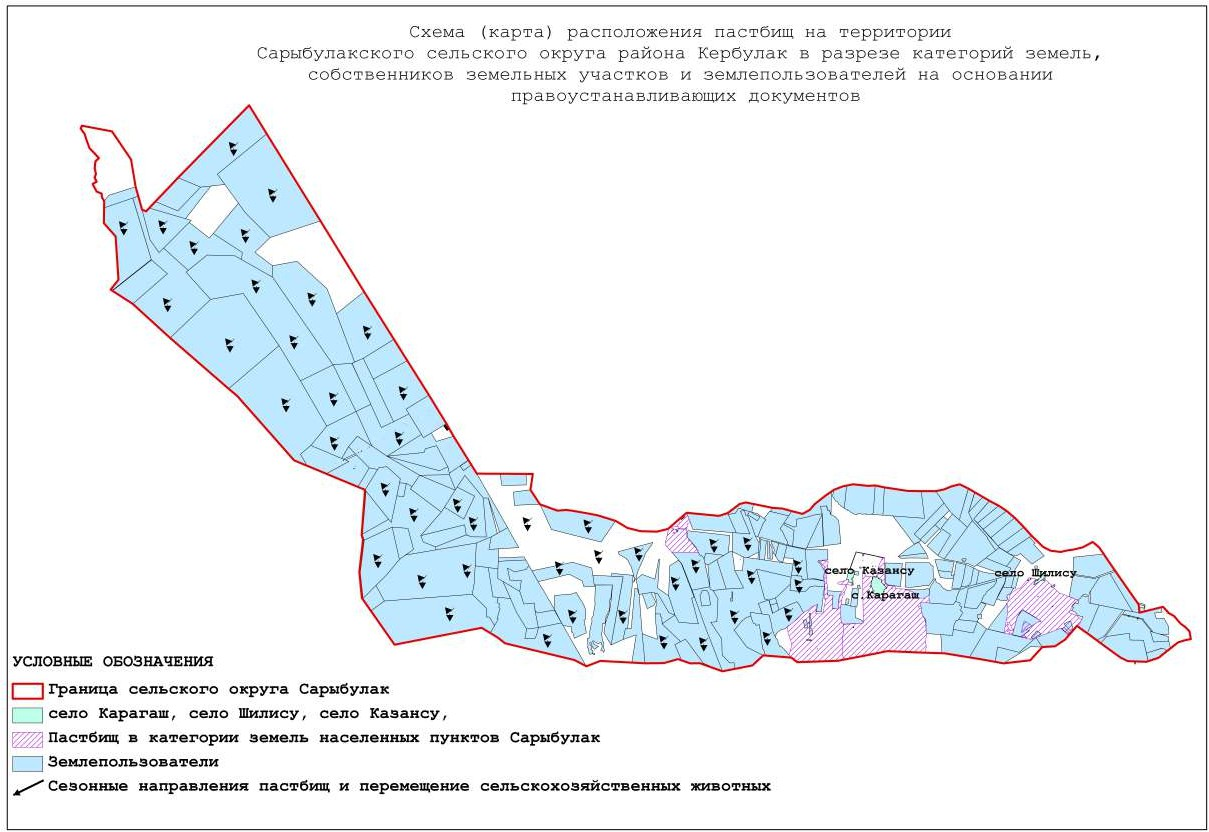 Схема (карта) расположения пастбищ на территории
Сарыбулакского сельского округа района Кербулак в разрезе категорий земель,
собственников земельных участков и землепользователей на основании
правоустанавливающих документов
село Казансу
село Шилису
с.Карагаш
УСЛОВНЫЕ ОБОЗНАЧЕНИЯ
Граница сельского округа Сарыбулак
село Карагаш, село Шилису, село Казансу,
Пастбищ в категории земель населенных пунктов Сарыбулак
Землепользователи
Сезонные направления пастбищ и перемещение сельскохозяйственных животных